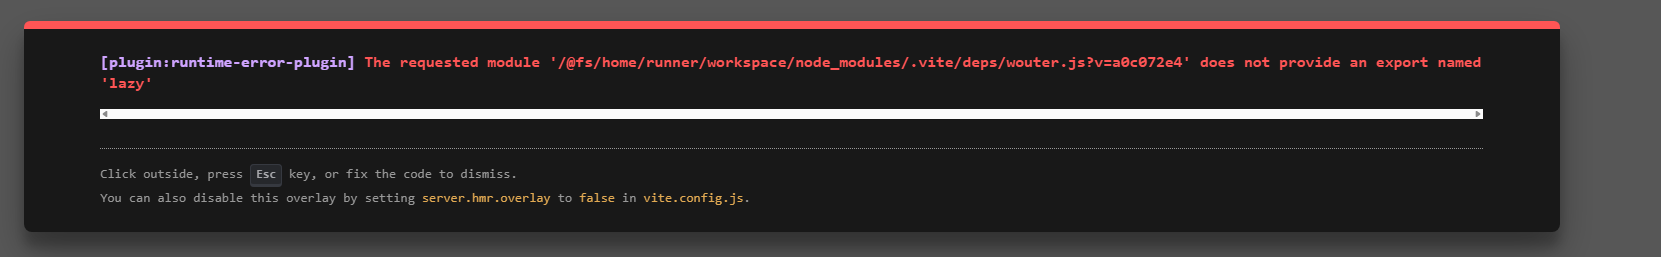 [plugin:runtime-error-plugin] The requested module '/@fs/home/runner/workspace/node_modules/.vite/deps/wouter.js?v=a0c072e4' does not provide an export named
'lazy'
Click outside, press Esc key, or fix the code to dismiss.
You can also disable this overlay by setting server.hmr.overlay to false in vite.config.js.